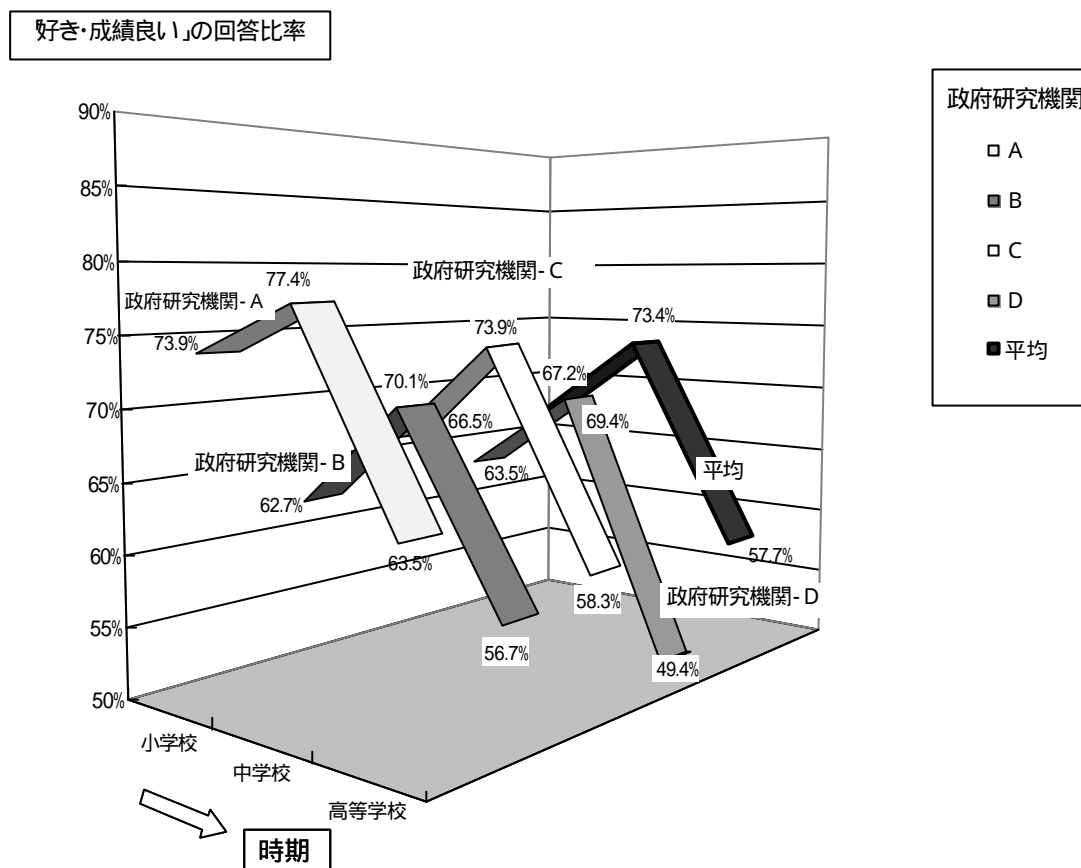 好き・成績良い」の回答比率
政府研究機関
A
B
C
D
平均
90%
85%
80%
75%
70%
65%
60%
55%
50%
政府研究機関-A
73.9%
77.4%
63.5%
政府研究機関-B
62.7%
70.1%
56.7%
政府研究機関-C
66.5%
73.9%
58.3%
政府研究機関-D
63.5%
69.4%
49.4%
平均
67.2%
73.4%
57.7%
小学校
中学校
高等学校
時期